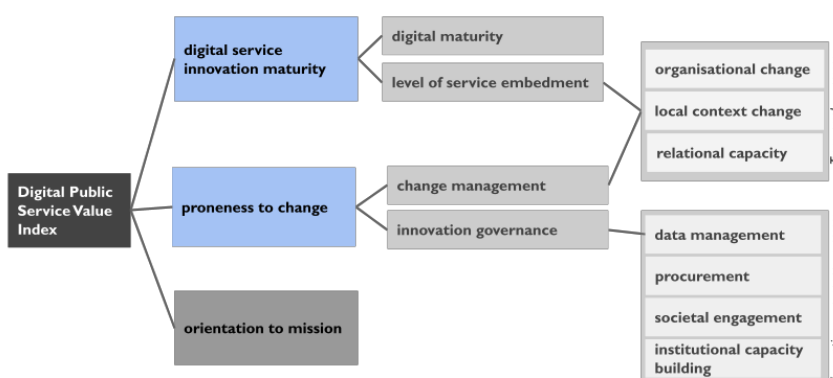 Digital Public
Service Value
Index
digital service
innovation maturity
proneness to change
orientation to mission
digital maturity
level of service embedment
change management
innovation governance
organisational change
local context change
relational capacity
data management
procurement
societal engagement
institutional capacity
building